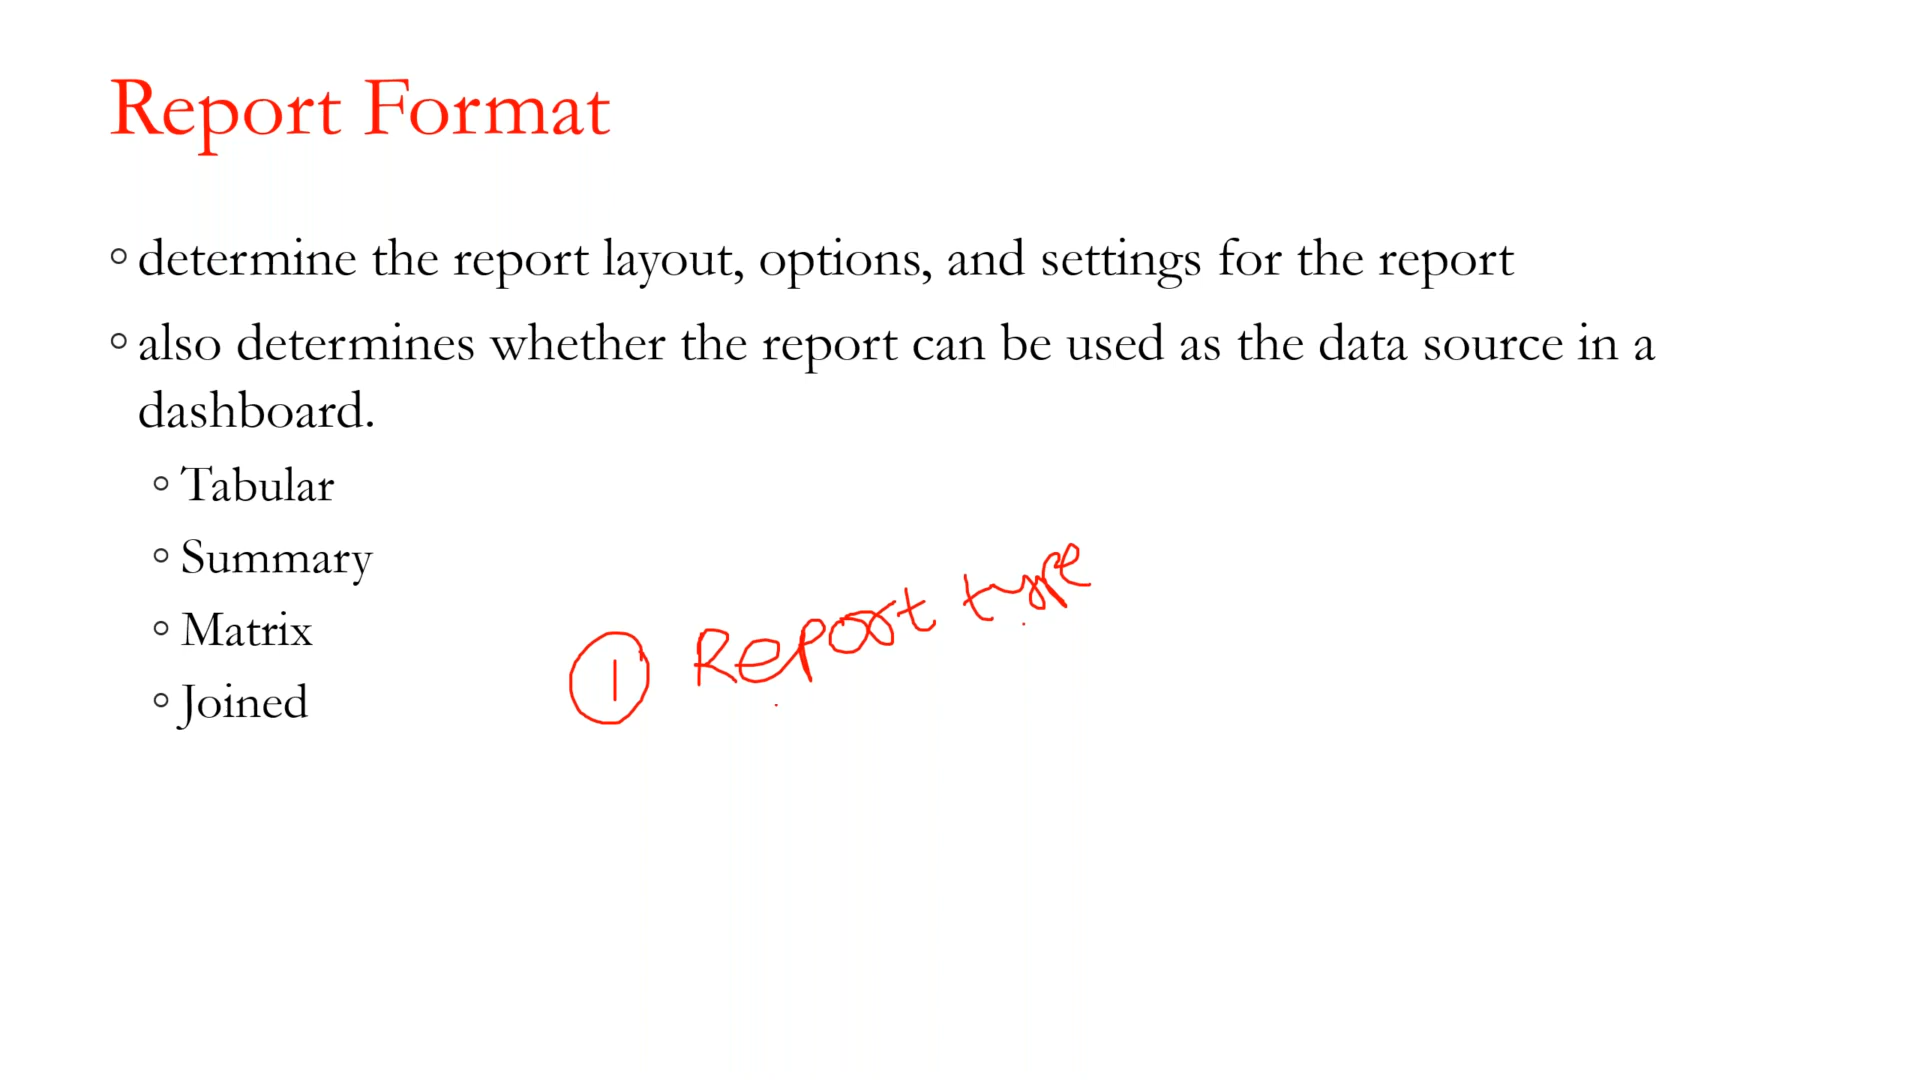 Report Format
determine the report layout, options, and settings for the report
also determines whether the report can be used as the data source in a
dashboard.
Tabular
Summary
Matrix
Joined
1 Report type